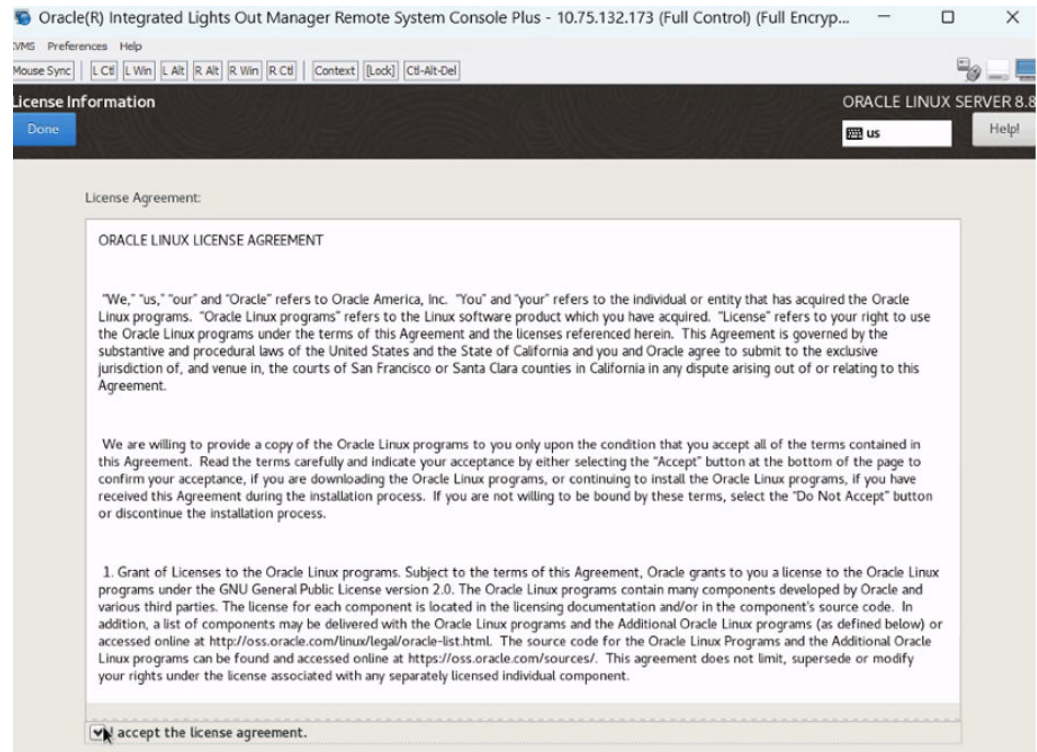 Oracle(R) Integrated Lights Out Manager Remote System Console Plus - 10.75.132.173 (Full Control) (Full Encryp...
KVMS Preferences Help
Mouse Sync L Ctl L Win L Alt R Alt R Win R Ctl Context [Lock] Ctl-Alt-Del
License Information
ORACLE LINUX SERVER 8.8
Done
us
Help!
License Agreement:
ORACLE LINUX LICENSE AGREEMENT
"We," "us," "our" and "Oracle" refers to Oracle America, Inc. "You" and "your" refers to the individual or entity that has acquired the Oracle
Linux programs. "Oracle Linux programs" refers to the Linux software product which you have acquired. "License" refers to your right to use
the Oracle Linux programs under the terms of this Agreement and the licenses referenced herein. This Agreement is governed by the
substantive and procedural laws of the United States and the State of California and you and Oracle agree to submit to the exclusive
jurisdiction of, and venue in, the courts of San Francisco or Santa Clara counties in California in any dispute arising out of or relating to this
Agreement.
We are willing to provide a copy of the Oracle Linux programs to you only upon the condition that you accept all of the terms contained in
this Agreement. Read the terms carefully and indicate your acceptance by either selecting the "Accept" button at the bottom of the page to
confirm your acceptance, if you are downloading the Oracle Linux programs, or continuing to install the Oracle Linux programs, if you have
received this Agreement during the installation process. If you are not willing to be bound by these terms, select the "Do Not Accept" button
or discontinue the installation process.
1. Grant of Licenses to the Oracle Linux programs. Subject to the terms of this Agreement, Oracle grants to you a license to the Oracle Linux
programs under the GNU General Public License version 2.0. The Oracle Linux programs contain many components developed by Oracle and
various third parties. The license for each component is located in the licensing documentation and/or in the component's source code. In
addition, a list of components may be delivered with the Oracle Linux programs and the Additional Oracle Linux programs (as defined below) or
accessed online at http://oss.oracle.com/linux/legal/oracle-list.html. The source code for the Oracle Linux Programs and the Additional Oracle
Linux programs can be found and accessed online at https://oss.oracle.com/sources/. This agreement does not limit, supersede or modify
your rights under the license associated with any separately licensed individual component.
I accept the license agreement.